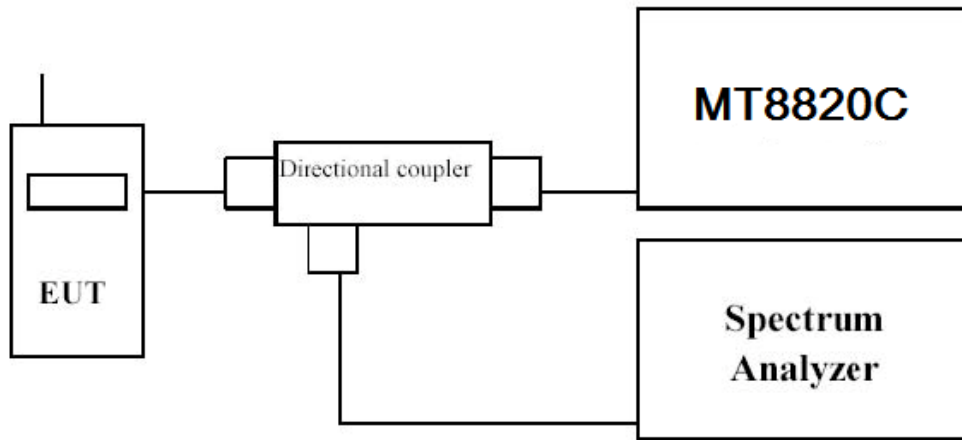 MT8820C
Directional coupler
EUT
Spectrum
Analyzer